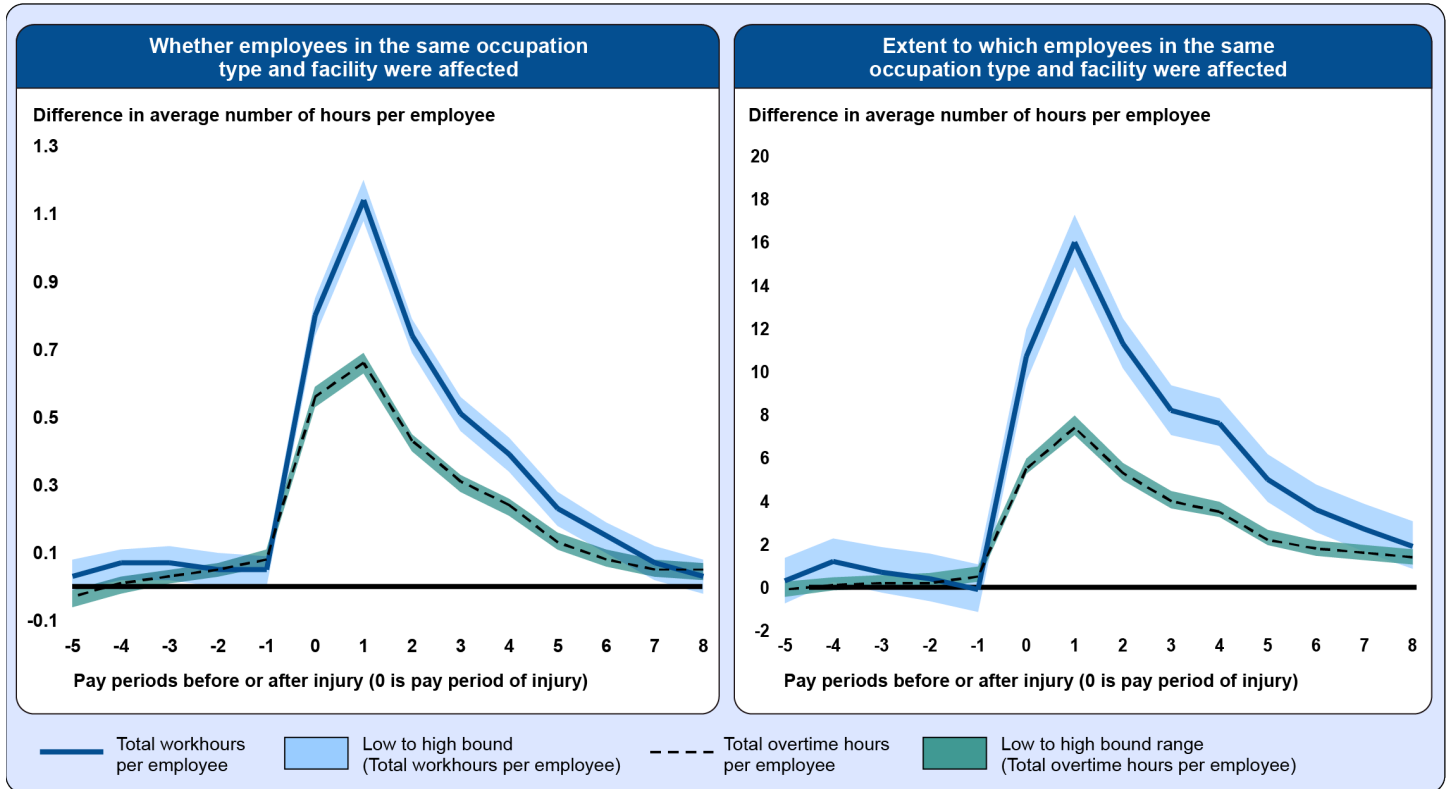 Whether employees in the same occupation
type and facility were affected
Difference in average number of hours per employee
1.3
1.1
0.9
0.7
0.5
0.3
0.1
-0.1
-5 -4 -3 -2 -1 0 1 2 3 4 5 6 7 8
Pay periods before or after injury (0 is pay period of injury)
Extent to which employees in the same
occupation type and facility were affected
Difference in average number of hours per employee
20
18
16
14
12
10
8
6
4
2
0
-2
-5 -4 -3 -2 -1 0 1 2 3 4 5 6 7 8
Pay periods before or after injury (0 is pay period of injury)
Total workhours
per employee
Low to high bound
(Total workhours per employee)
Total overtime hours
per employee
Low to high bound range
(Total overtime hours per employee)